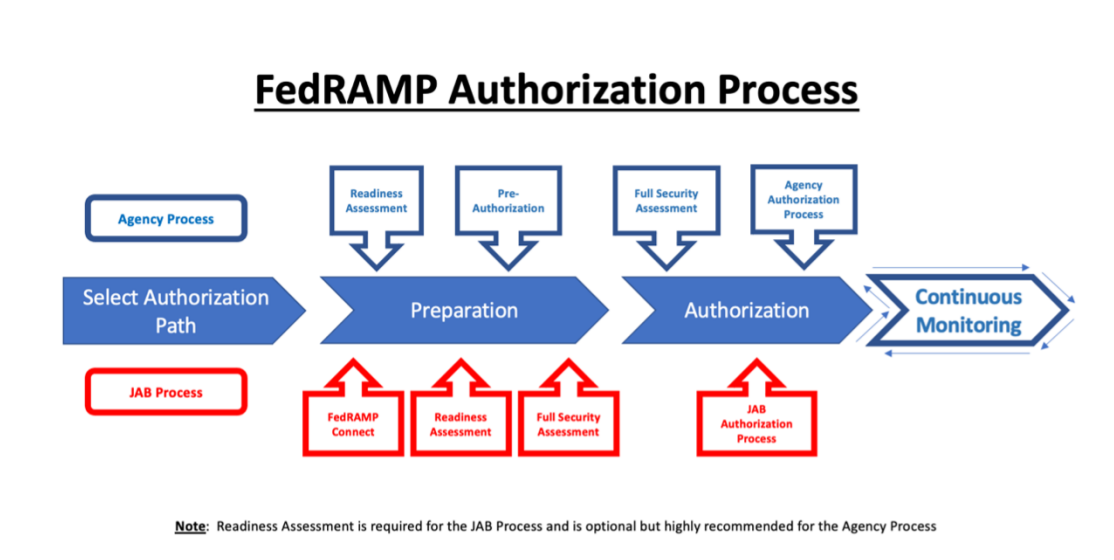 FedRAMP Authorization Process
Agency Process
Readiness
Assessment
Pre-
Authorization
Full Security
Assessment
Agency
Authorization
Process
Select Authorization
Path
Preparation
Authorization
Continuous
Monitoring
JAB Process
FedRAMP
Connect
Readiness
Assessment
Full Security
Assessment
JAB
Authorization
Process
Note: Readiness Assessment is required for the JAB Process and is optional but highly recommended for the Agency Process